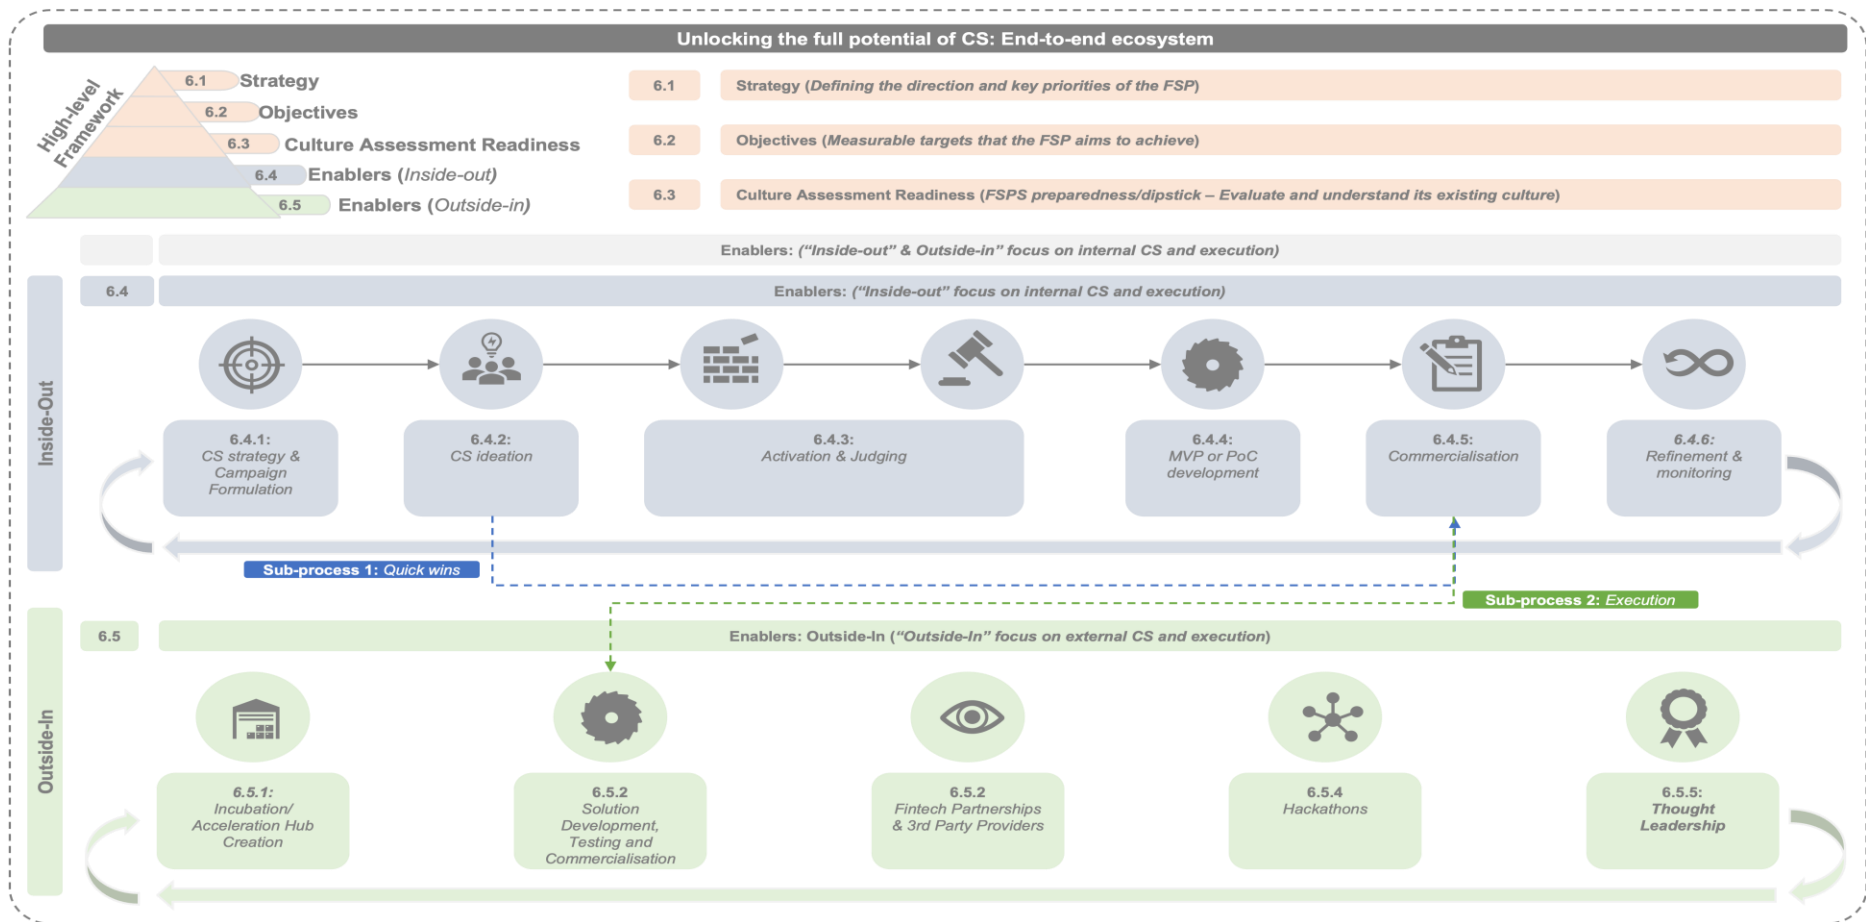 Unlocking the full potential of CS: End-to-end ecosystem
High-level
Framework
6.1 Strategy
6.2 Objectives
6.3 Culture Assessment Readiness
6.4 Enablers (Inside-out)
6.5 Enablers (Outside-in)
6.1 Strategy (Defining the direction and key priorities of the FSP)
6.2 Objectives (Measurable targets that the FSP aims to achieve)
6.3 Culture Assessment Readiness (FSPS preparedness/dipstick – Evaluate and understand its existing culture)
Enablers: (“Inside-out” & Outside-in” focus on internal CS and execution)
Inside-Out
6.4 Enablers: (“Inside-out” focus on internal CS and execution)
6.4.1:
CS strategy &
Campaign
Formulation
6.4.2:
CS ideation
6.4.3:
Activation & Judging
6.4.4:
MVP or PoC
development
6.4.5:
Commercialisation
6.4.6:
Refinement &
monitoring
Sub-process 1: Quick wins
Sub-process 2: Execution
Outside-In
6.5 Enablers: Outside-In (“Outside-In” focus on external CS and execution)
6.5.1:
Incubation/
Acceleration Hub
Creation
6.5.2
Solution
Development,
Testing and
Commercialisation
6.5.2
Fintech Partnerships
& 3rd Party Providers
6.5.4
Hackathons
6.5.5:
Thought
Leadership